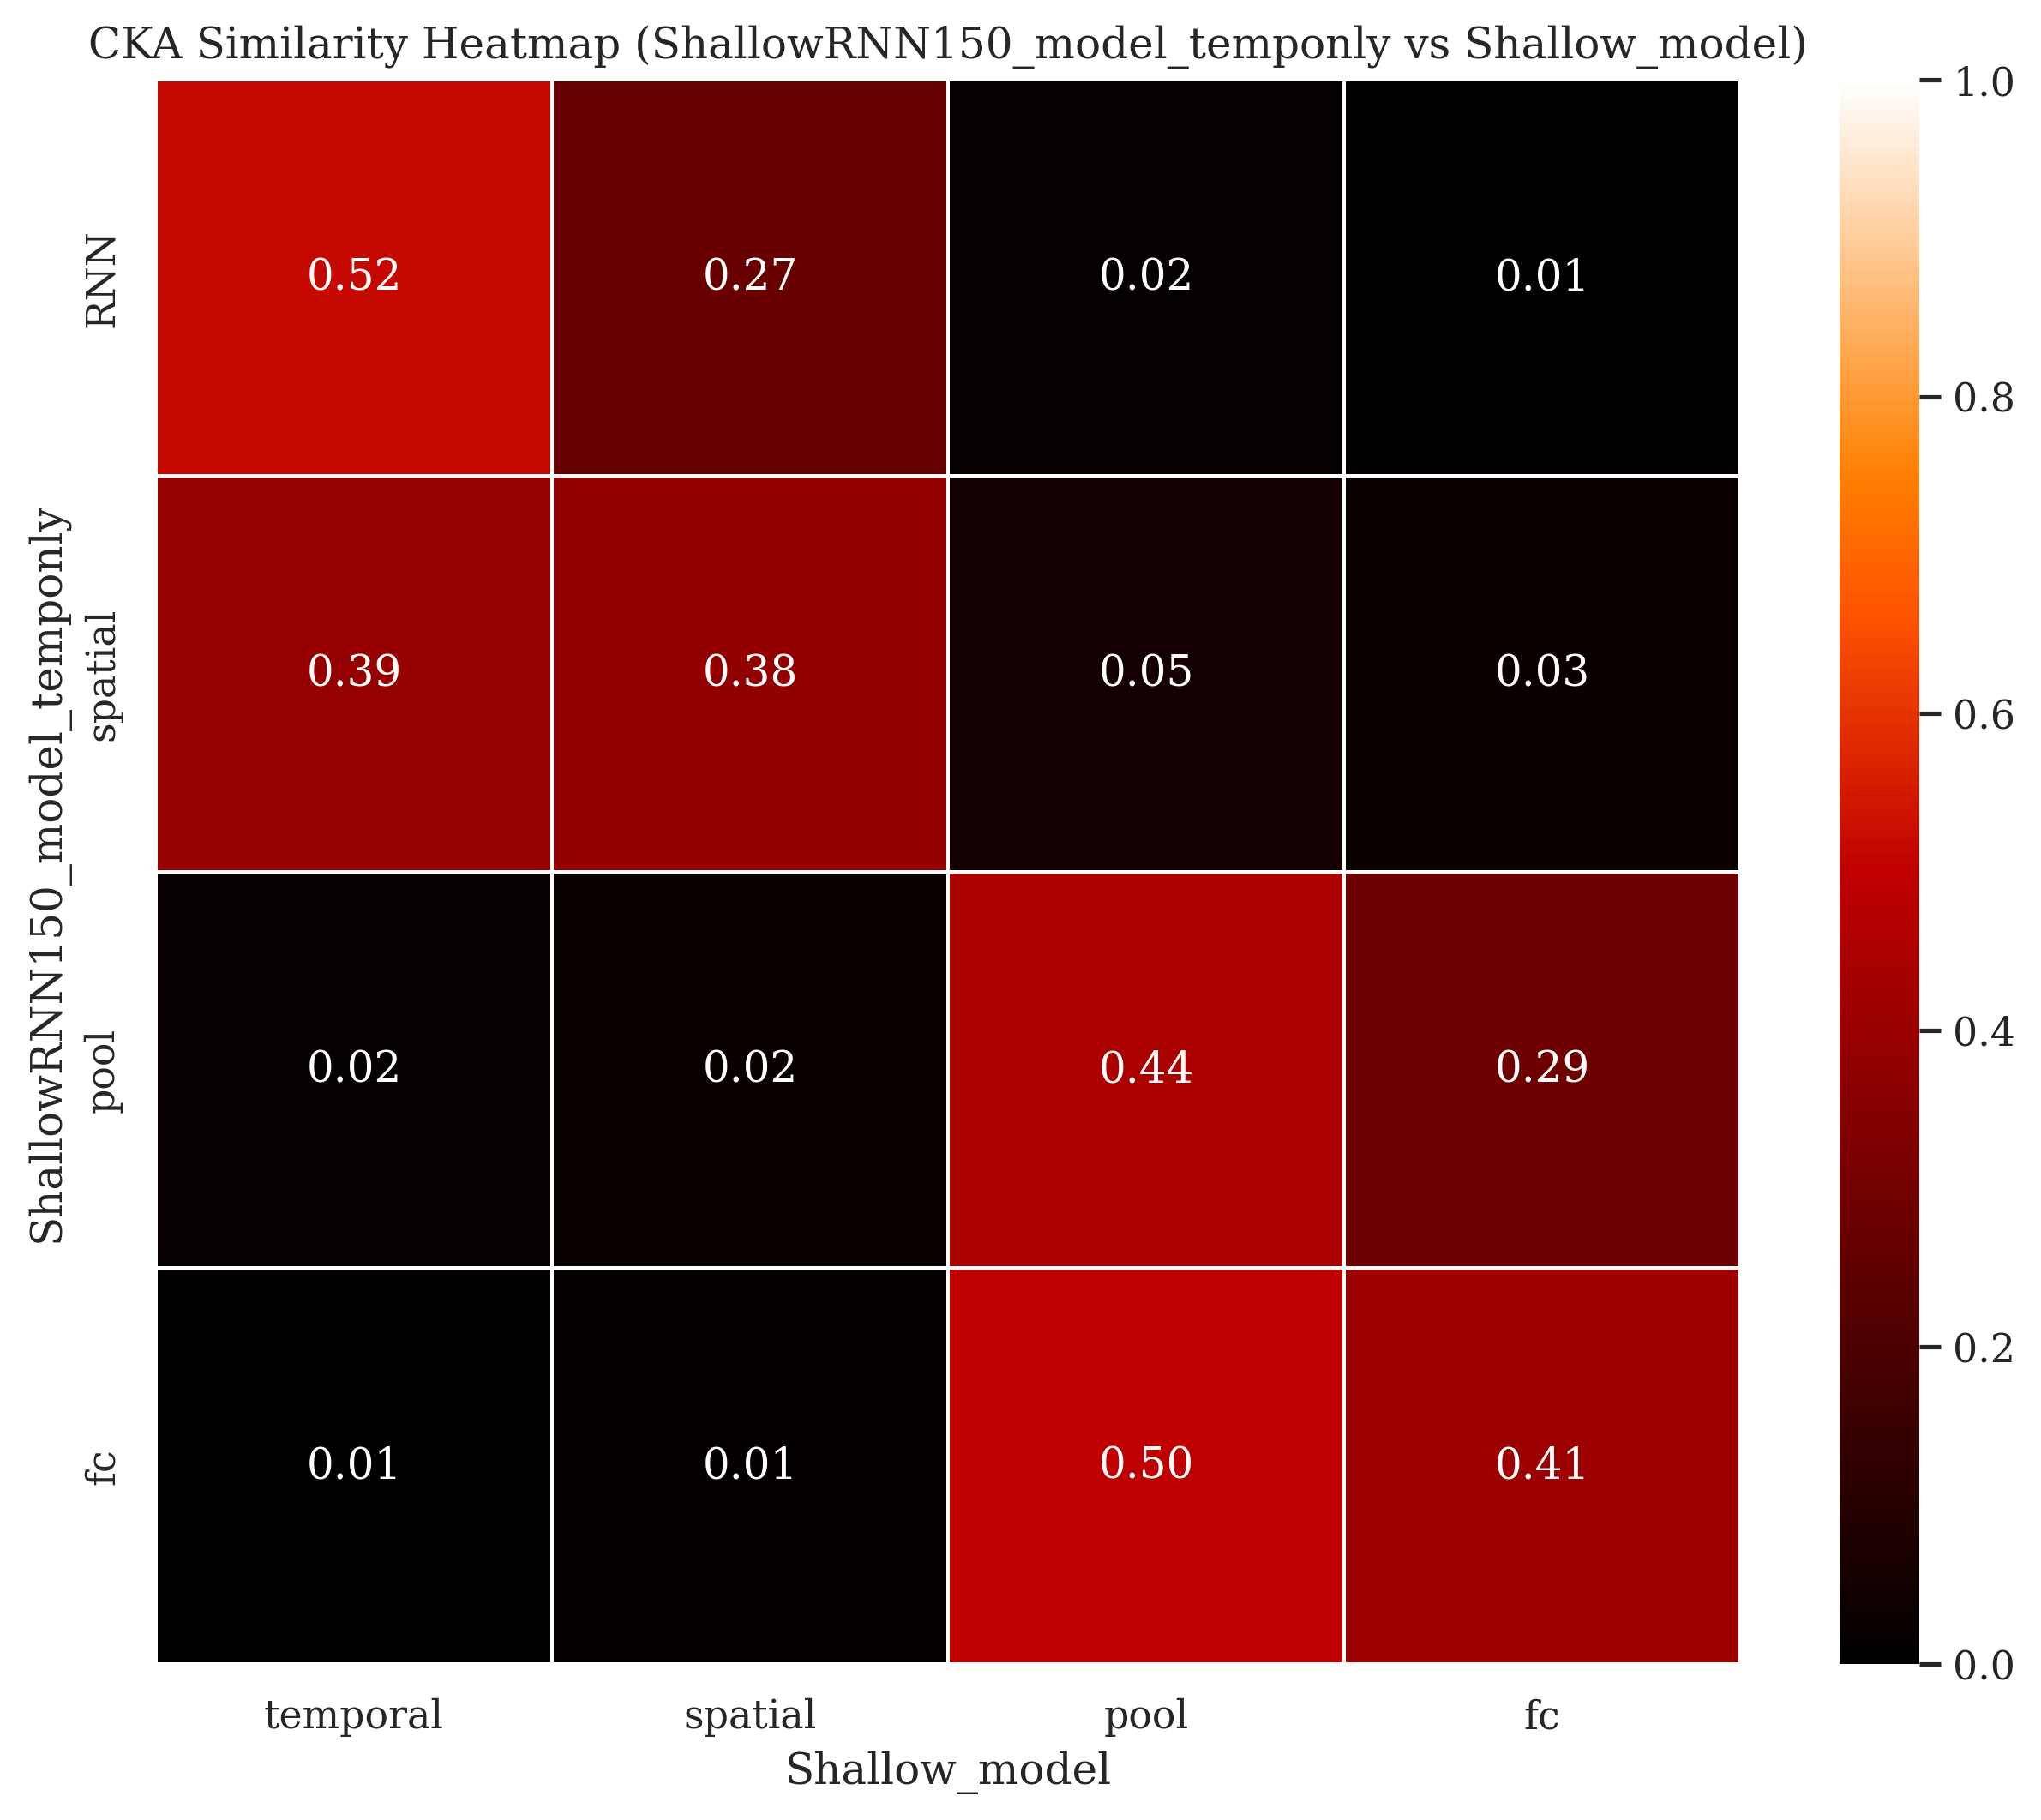 CKA Similarity Heatmap (ShallowRNN150_model_temponly vs Shallow_model)
ShallowRNN150_model_temponly
RNN
0.52 0.27 0.02 0.01
spatial
0.39 0.38 0.05 0.03
pool
0.02 0.02 0.44 0.29
fc
0.01 0.01 0.50 0.41
temporal spatial pool fc
Shallow_model
1.0
0.8
0.6
0.4
0.2
0.0